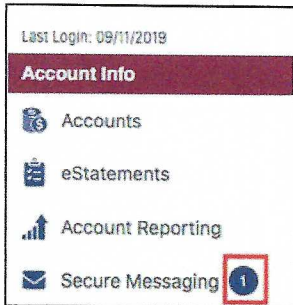 Last Login: 09/11/2019
Account Info
Accounts
eStatements
Account Reporting
Secure Messaging 1